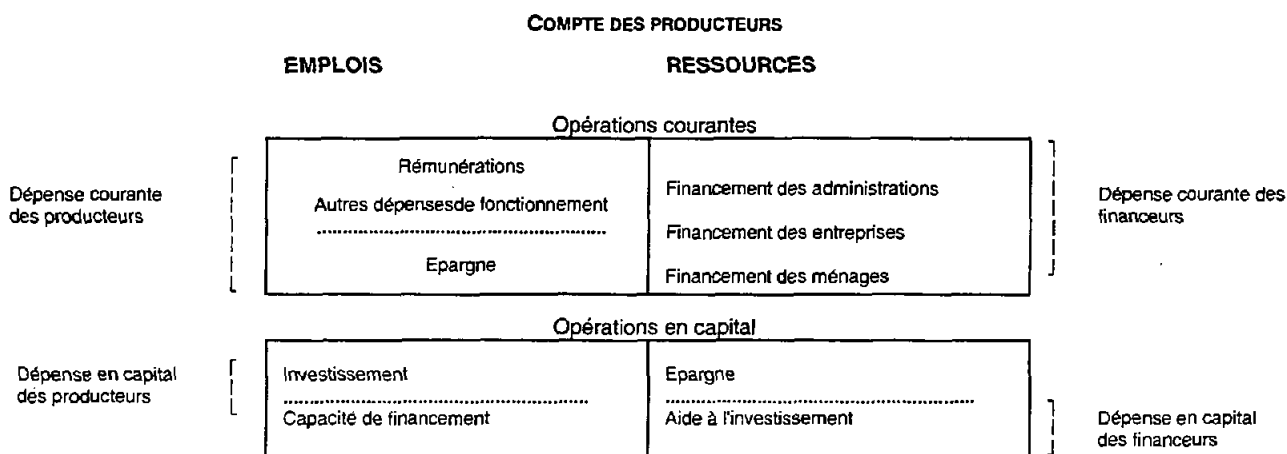 COMPTE DES PRODUCTEURS
EMPLOIS RESSOURCES
Opérations courantes
Dépense courante
des producteurs
Rémunérations
Autres dépensesde fonctionnement
Epargne
Financement des administrations
Financement des entreprises
Financement des ménages
Dépense courante des
financeurs
Opérations en capital
Dépense en capital
des producteurs
Investissement
Capacité de financement
Epargne
Aide à l'investissement
Dépense en capital
des financeurs